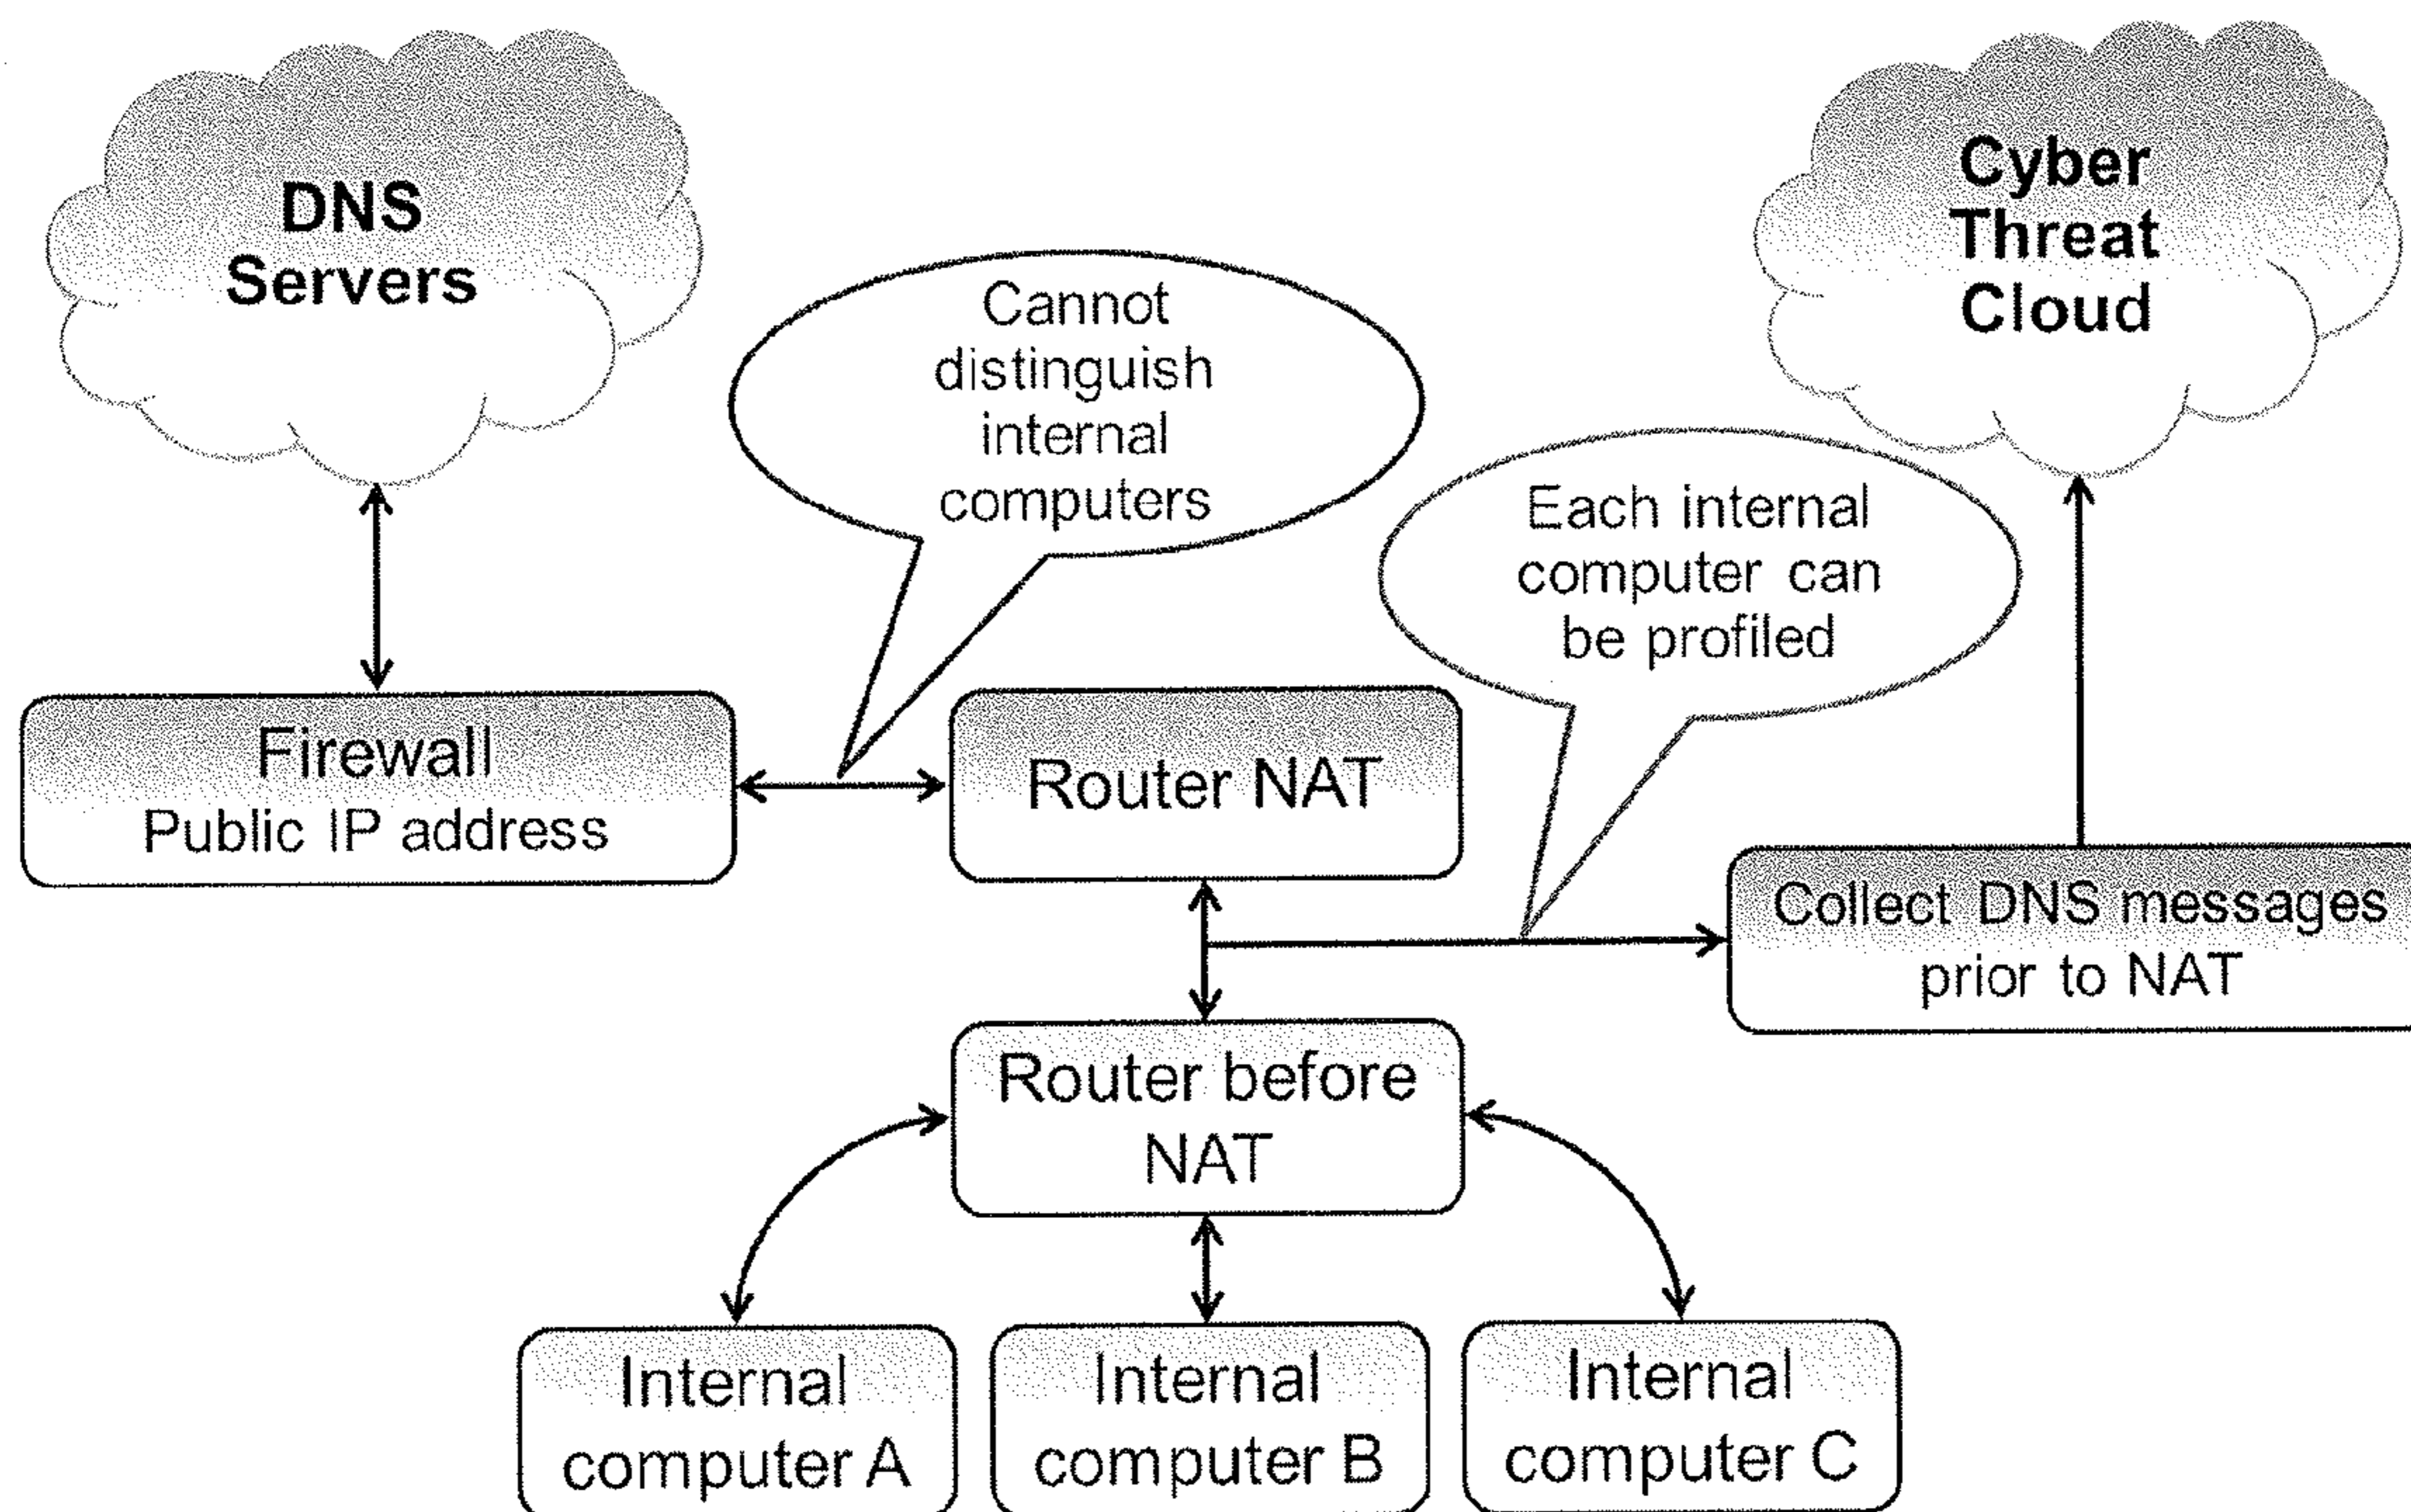 DNS
Servers
Cyber
Threat
Cloud
Cannot
distinguish
internal
computers
Each internal
computer can
be profiled
Firewall
Public IP address
Router NAT
Collect DNS messages
prior to NAT
Router before
NAT
Internal
computer A
Internal
computer B
Internal
computer C